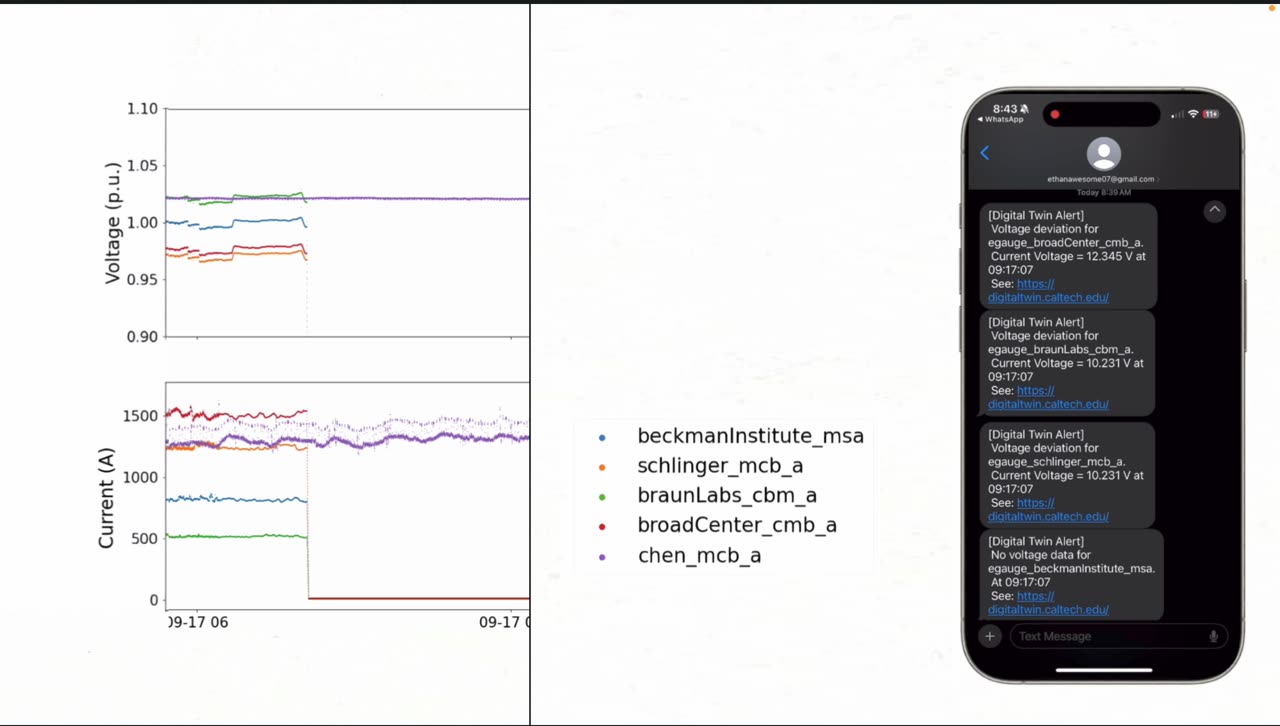 1.10
1.05
1.00
0.95
0.90
Voltage (p.u.)
1500
1000
500
0
Current (A)
09-17 06
09-17 0
beckmanInstitute_msa
schlinger_mcb_a
braunLabs_cbm_a
broadCenter_cmb_a
chen_mcb_a
8:43
WhatsApp
11
ethanawesome07@gmail.com
Today 8:39 AM
[Digital Twin Alert]
Voltage deviation for
egauge_broadCenter_cmb_a.
Current Voltage = 12.345 V at
09:17:07
See: https://
digitaltwin.caltech.edu/
[Digital Twin Alert]
Voltage deviation for
egauge_braunLabs_cbm_a.
Current Voltage = 10.231 V at
09:17:07
See: https://
digitaltwin.caltech.edu/
[Digital Twin Alert]
Voltage deviation for
egauge_schlinger_mcb_a.
Current Voltage = 10.231 V at
09:17:07
See: https://
digitaltwin.caltech.edu/
[Digital Twin Alert]
No voltage data for
egauge_beckmanInstitute_msa.
At 09:17:07
See: https://
digitaltwin.caltech.edu/
Text Message